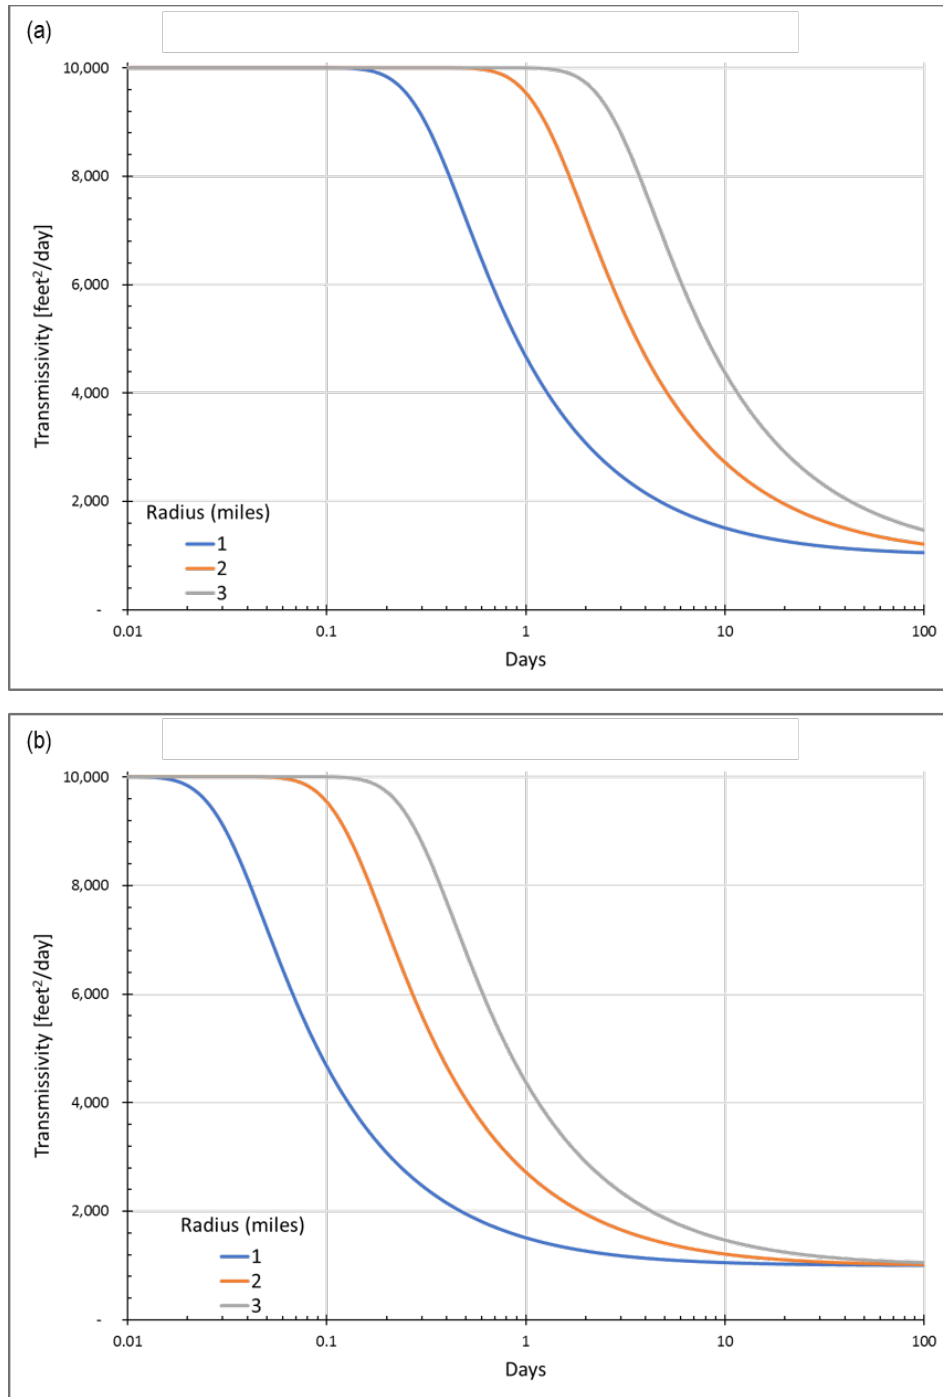 (a)
10,000
8,000
6,000
4,000
2,000
-
Transmissivity [feet²/day]
Radius (miles)
1
2
3
0.01 0.1 1 10 100
Days
(b)
10,000
8,000
6,000
4,000
2,000
-
Transmissivity [feet²/day]
Radius (miles)
1
2
3
0.01 0.1 1 10 100
Days